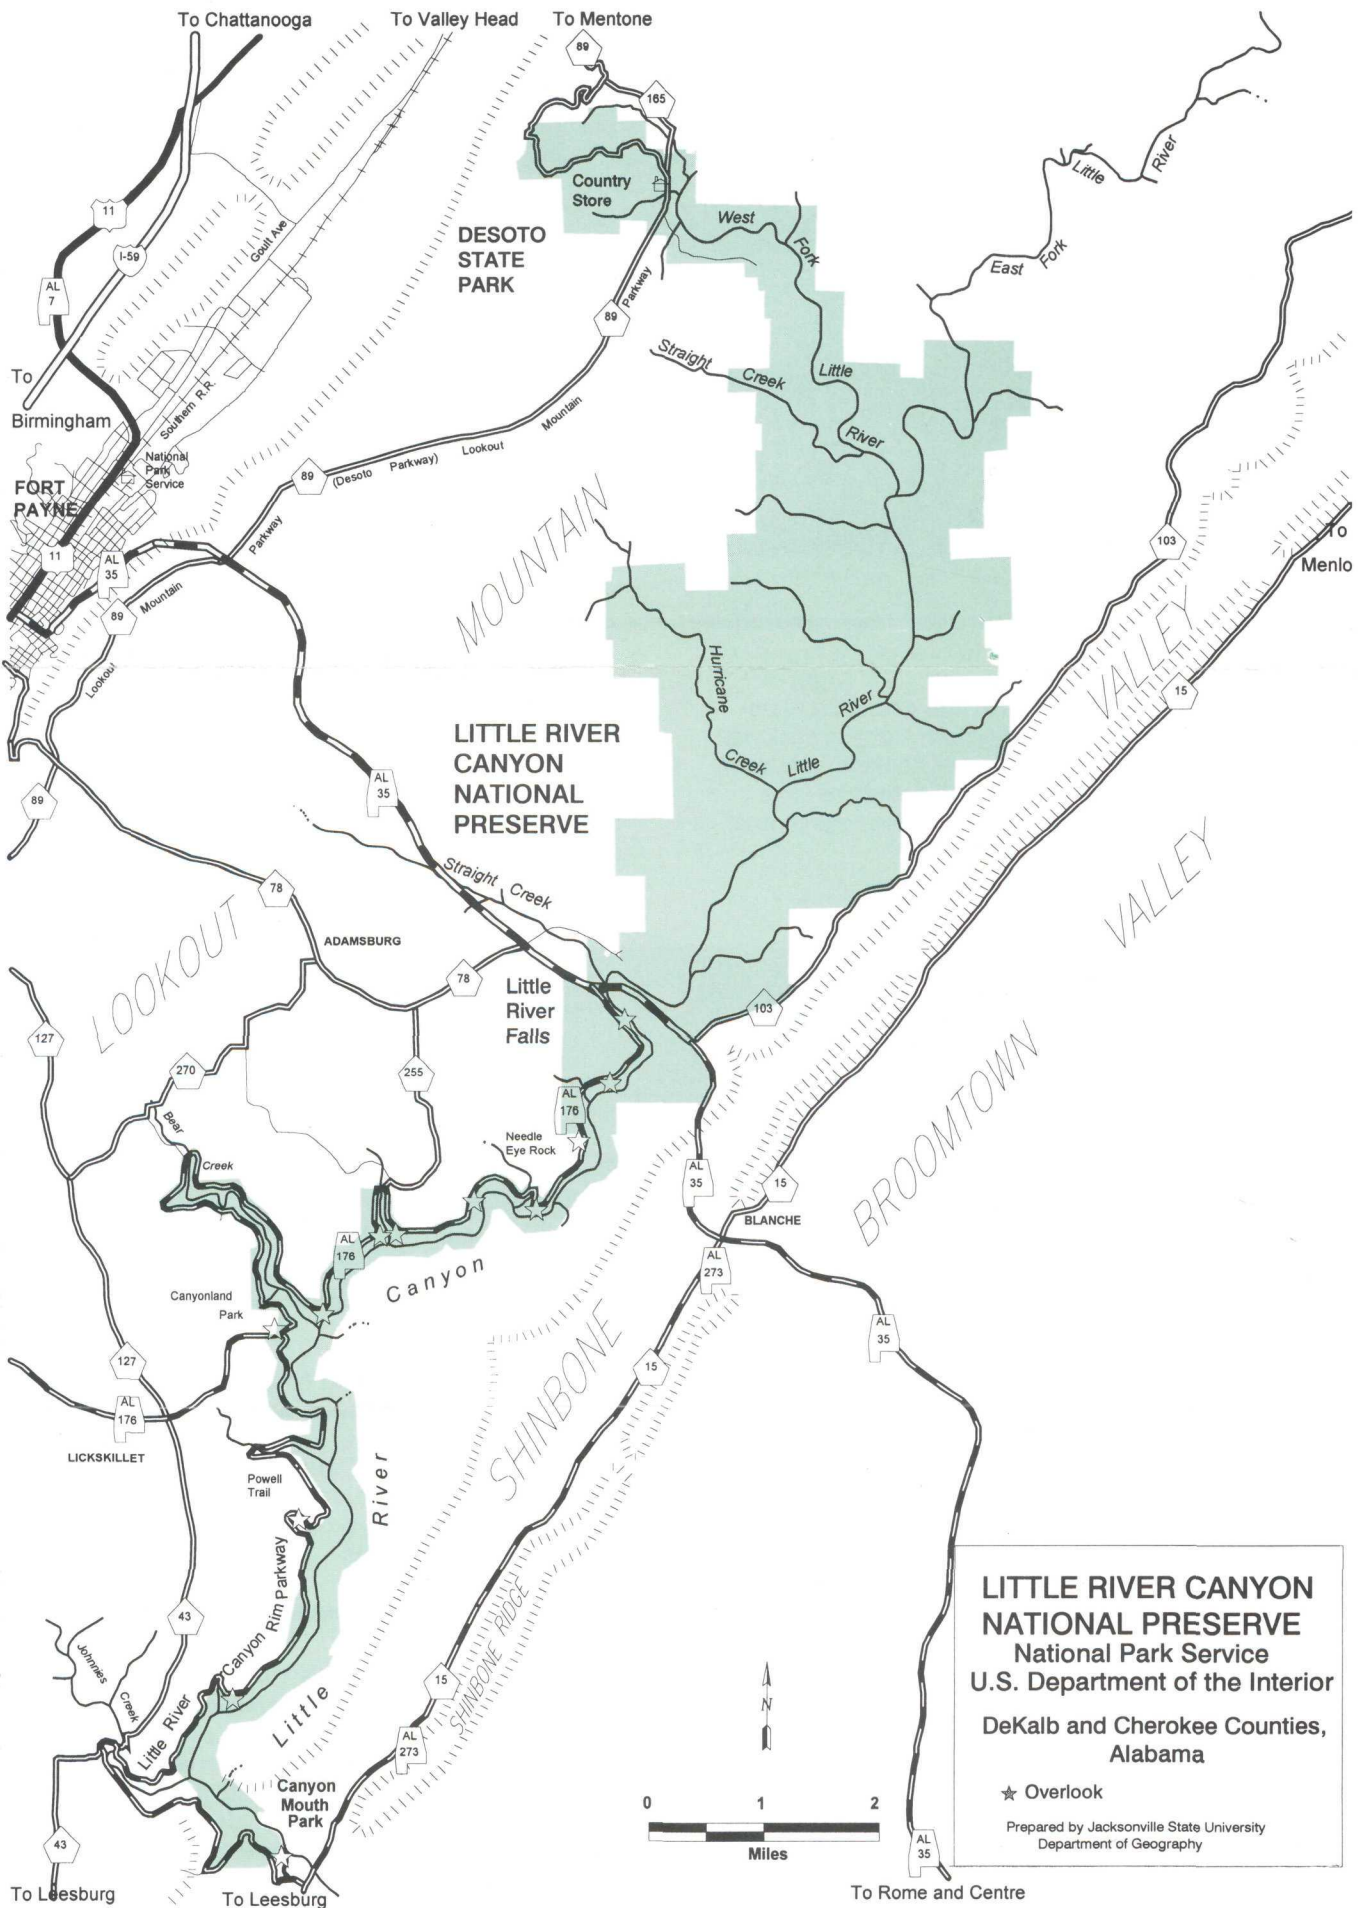 To Chattanooga
To Valley Head
To Mentone
89
165
11
I-59
AL
7
Goult Ave
Country
Store
DESOTO
STATE
PARK
West
Fork
Little
River
East
Fork
Little
River
Parkway
89
Straight
Creek
To
Birmingham
Southern R.R.
National
Park
Service
FORT
PAYNE
11
AL
35
89
(Desoto Parkway)
Lookout
Mountain
Parkway
89
Mountain
Lookout
MOUNTAIN
103
To
Menlo
VALLEY
15
Hurricane
Creek
Little
River
LITTLE RIVER
CANYON
NATIONAL
PRESERVE
AL
35
89
78
Straight Creek
LOOKOUT
ADAMSBURG
78
Little
River
Falls
VALLEY
103
127
270
255
AL
176
Needle
Eye Rock
Bear
Creek
AL
35
15
BLANCHE
BROOMTOWN
AL
176
Canyon
AL
273
Canyonland
Park
AL
35
SHINBONE
15
127
AL
176
LICKSKILLET
Powell
Trail
River
43
Little River
Canyon
Rim Parkway
Johnnies
Creek
Little
15
SHINBONE RIDGE
AL
273
N
Canyon
Mouth
Park
43
To Leesburg
To Leesburg
0 1 2
Miles
AL
35
To Rome and Centre
LITTLE RIVER CANYON
NATIONAL PRESERVE
National Park Service
U.S. Department of the Interior
DeKalb and Cherokee Counties,
Alabama
Overlook
Prepared by Jacksonville State University
Department of Geography